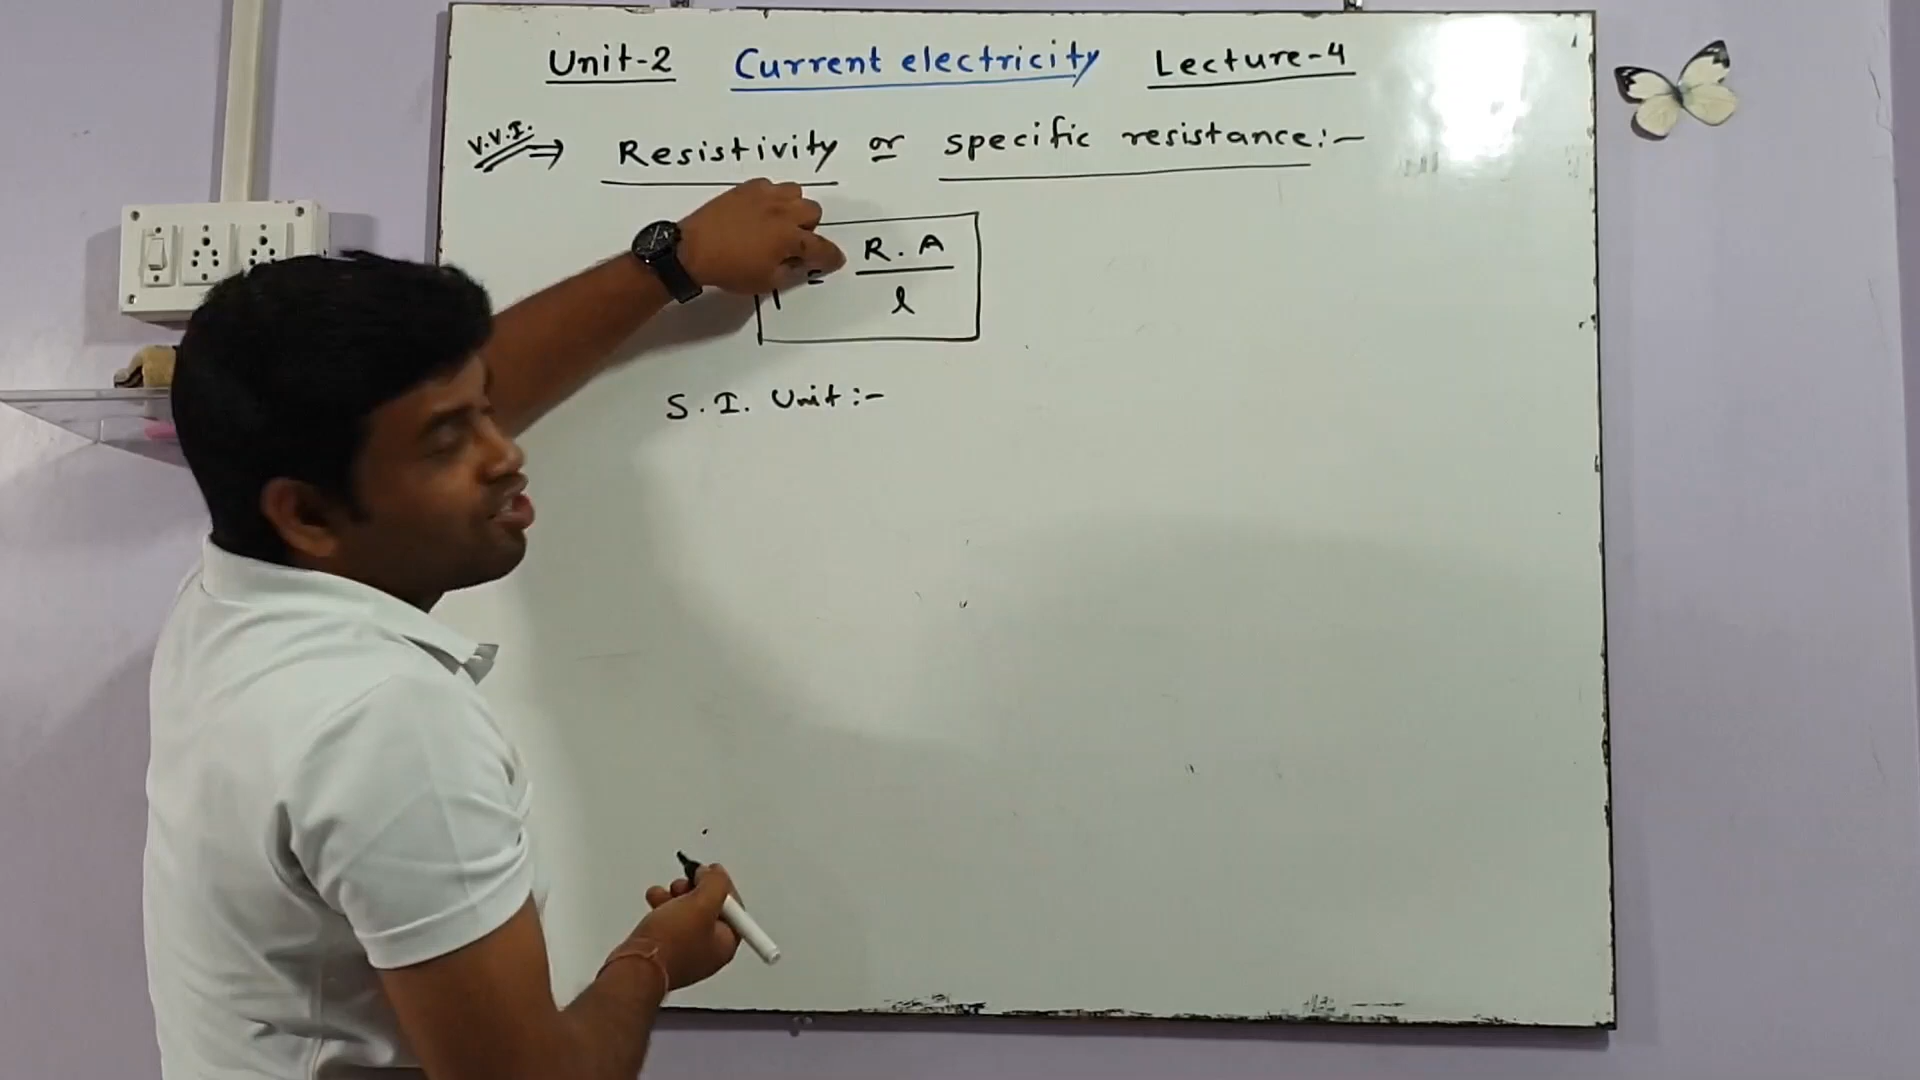 Unit-2 Current electricity Lecture-4
V.V.I. ⇒ Resistivity or specific resistance:-
= R.A
l
S.I. Unit:-